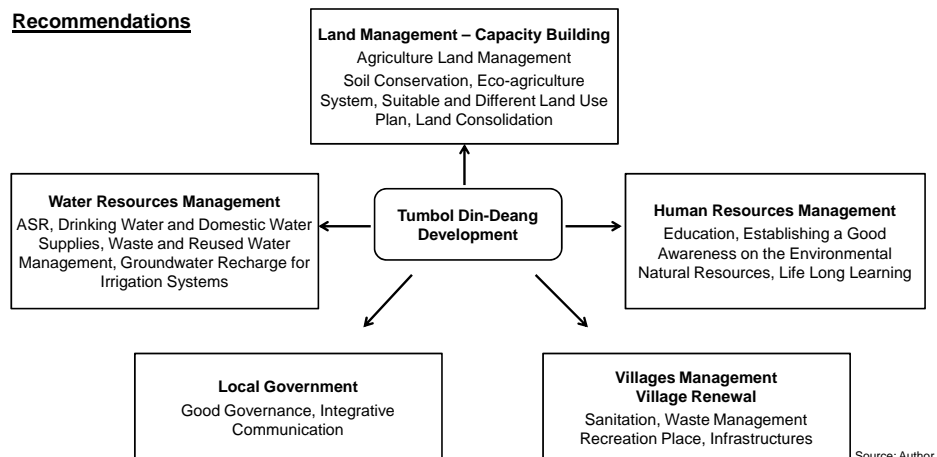 Recommendations
Land Management – Capacity Building
Agriculture Land Management
Soil Conservation, Eco-agriculture
System, Suitable and Different Land Use
Plan, Land Consolidation
Water Resources Management
ASR, Drinking Water and Domestic Water
Supplies, Waste and Reused Water
Management, Groundwater Recharge for
Irrigation Systems
Tumbol Din-Deang
Development
Human Resources Management
Education, Establishing a Good
Awareness on the Environmental
Natural Resources, Life Long Learning
Local Government
Good Governance, Integrative
Communication
Villages Management
Village Renewal
Sanitation, Waste Management
Recreation Place, Infrastructures
Source: Author